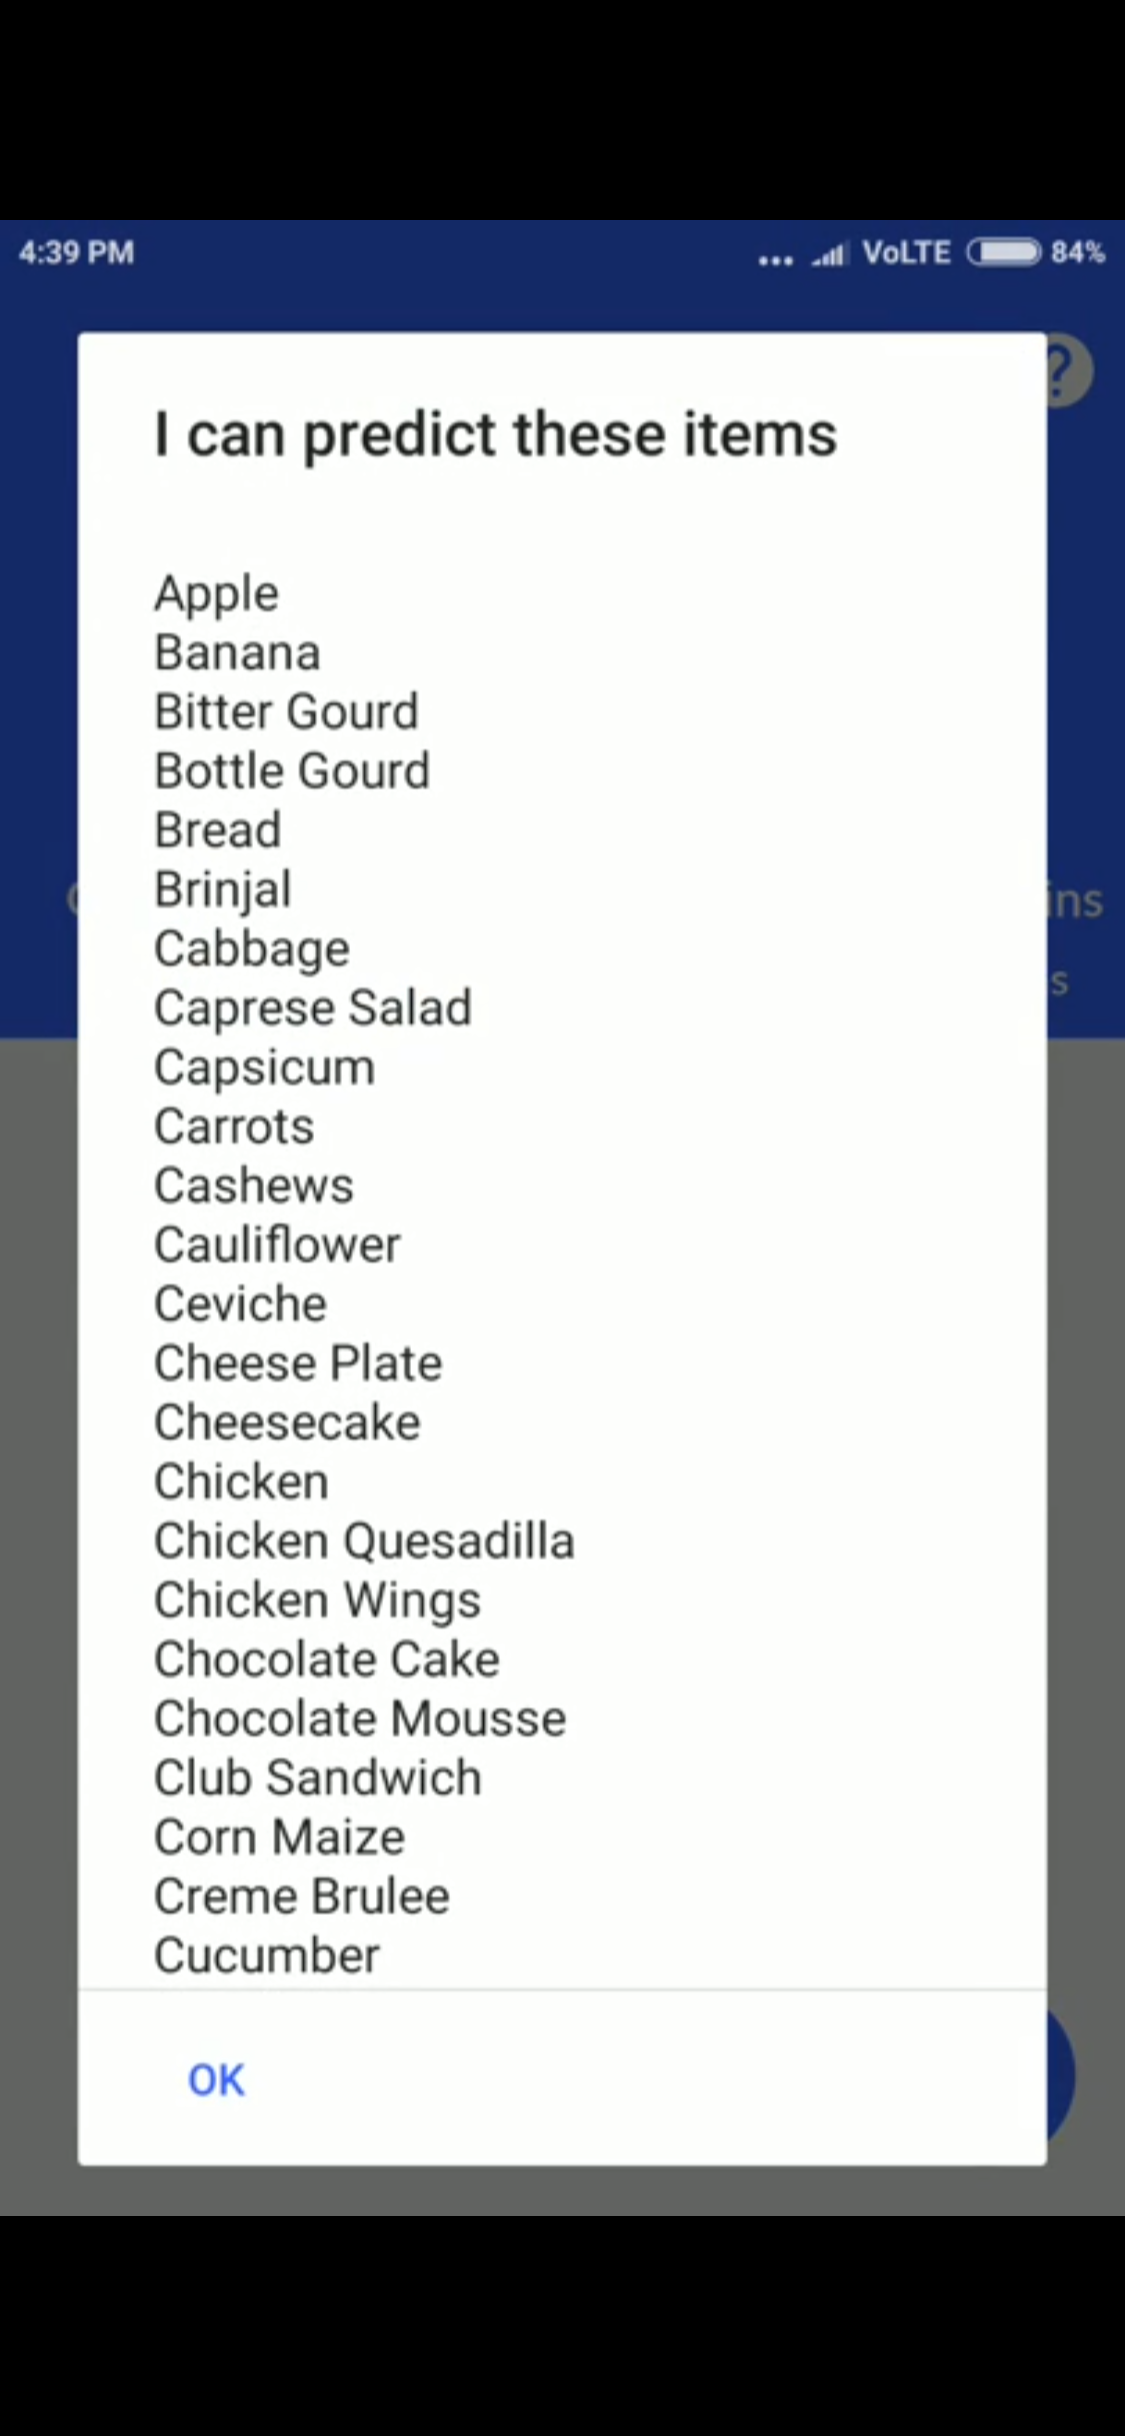 4:39 PM
... VoLTE 84%
?
I can predict these items
Apple
Banana
Bitter Gourd
Bottle Gourd
Bread
Brinjal
ins
Cabbage
s
Caprese Salad
Capsicum
Carrots
Cashews
Cauliflower
Ceviche
Cheese Plate
Cheesecake
Chicken
Chicken Quesadilla
Chicken Wings
Chocolate Cake
Chocolate Mousse
Club Sandwich
Corn Maize
Creme Brulee
Cucumber
OK